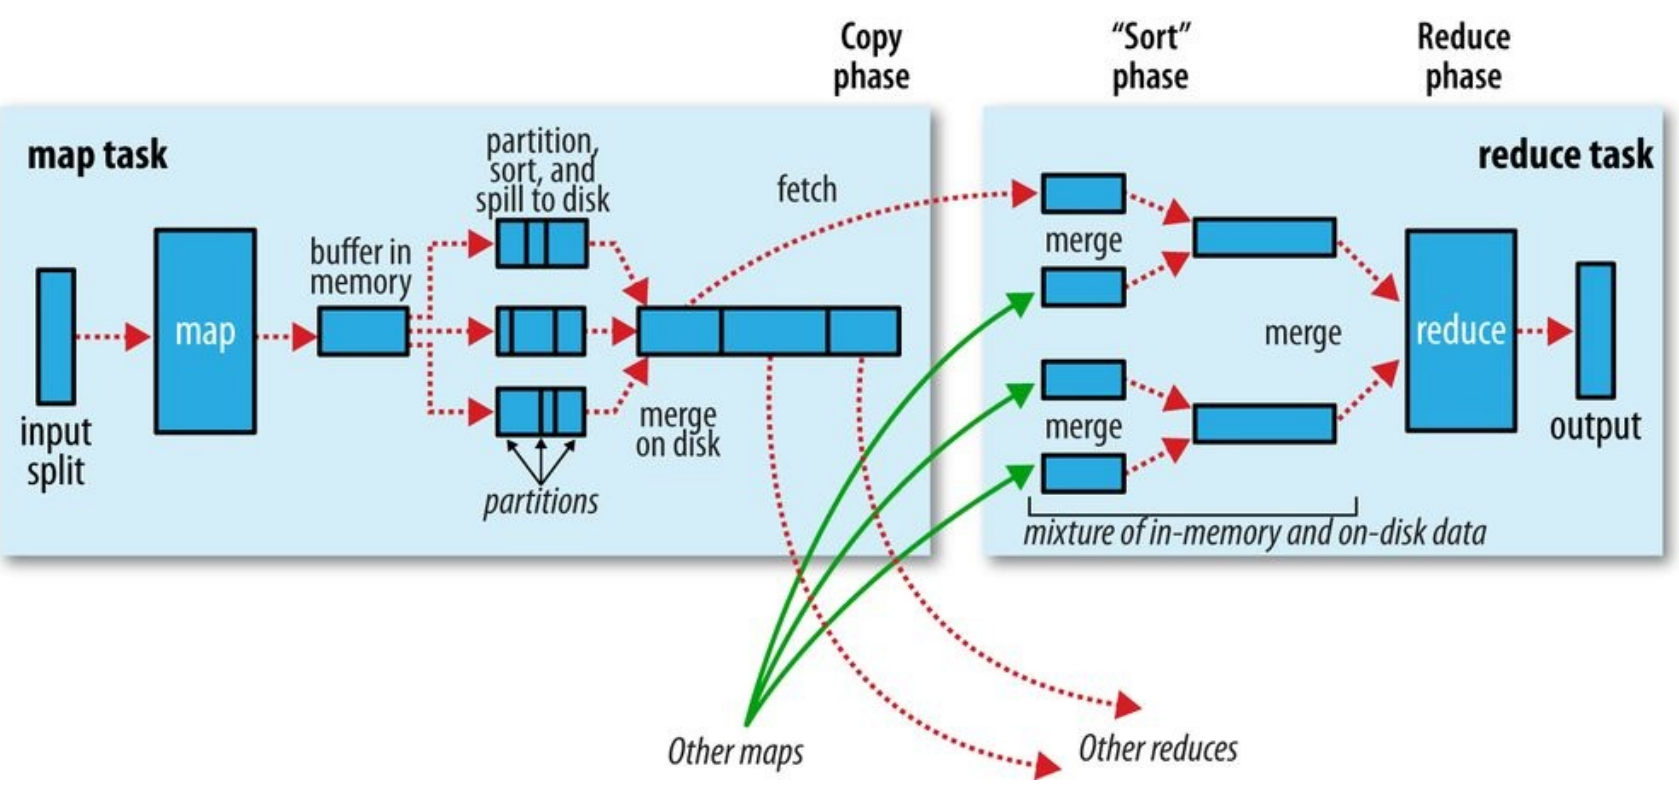 Copy
phase
“Sort”
phase
Reduce
phase
map task
partition,
sort, and
spill to disk
fetch
buffer in
memory
map
input
split
merge
on disk
partitions
reduce task
merge
merge
merge
reduce
output
mixture of in-memory and on-disk data
Other maps
Other reduces